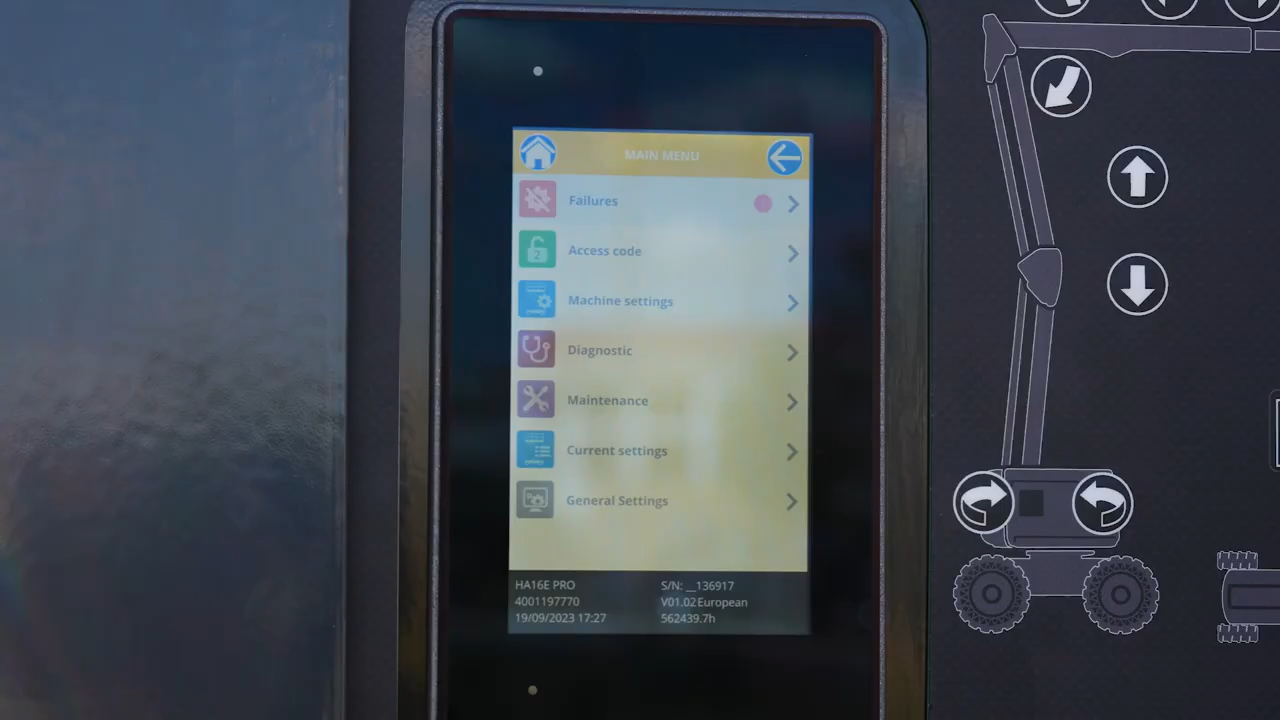 MAIN MENU
Failures
Access code
2
Machine settings
Diagnostic
Maintenance
Current settings
General Settings
HA16E PRO
S/N: __136917
4001197770
V01.02 European
19/09/2023 17:27
562439.7h